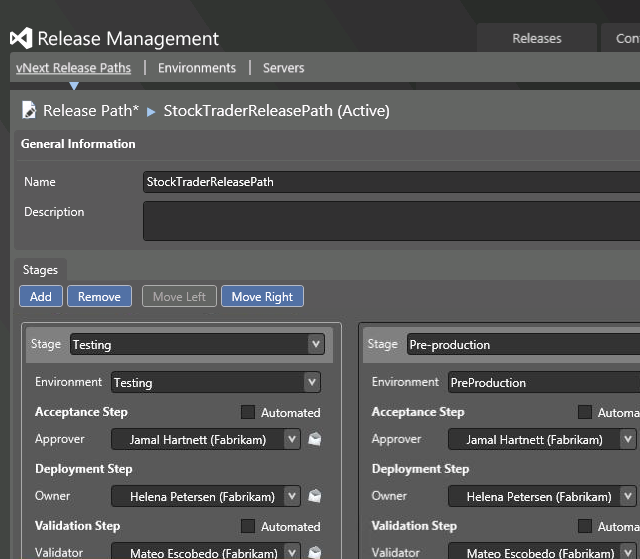 Release Management
Releases
vNext Release Paths | Environments | Servers
Release Path* ▶ StockTraderReleasePath (Active)
General Information
Name StockTraderReleasePath
Description
Stages
Add Remove Move Left Move Right
Stage Testing Stage Pre-production
Environment Testing Environment PreProduction
Acceptance Step Automated Acceptance Step
Approver Jamal Hartnett (Fabrikam) Approver Jamal Hartnett (Fabrikam)
Deployment Step Deployment Step
Owner Helena Petersen (Fabrikam) Owner Helena Petersen (Fabrikam)
Validation Step Automated Validation Step
Validator Mateo Escobedo (Fabrikam) Validator Mateo Escobedo (Fabrikam)